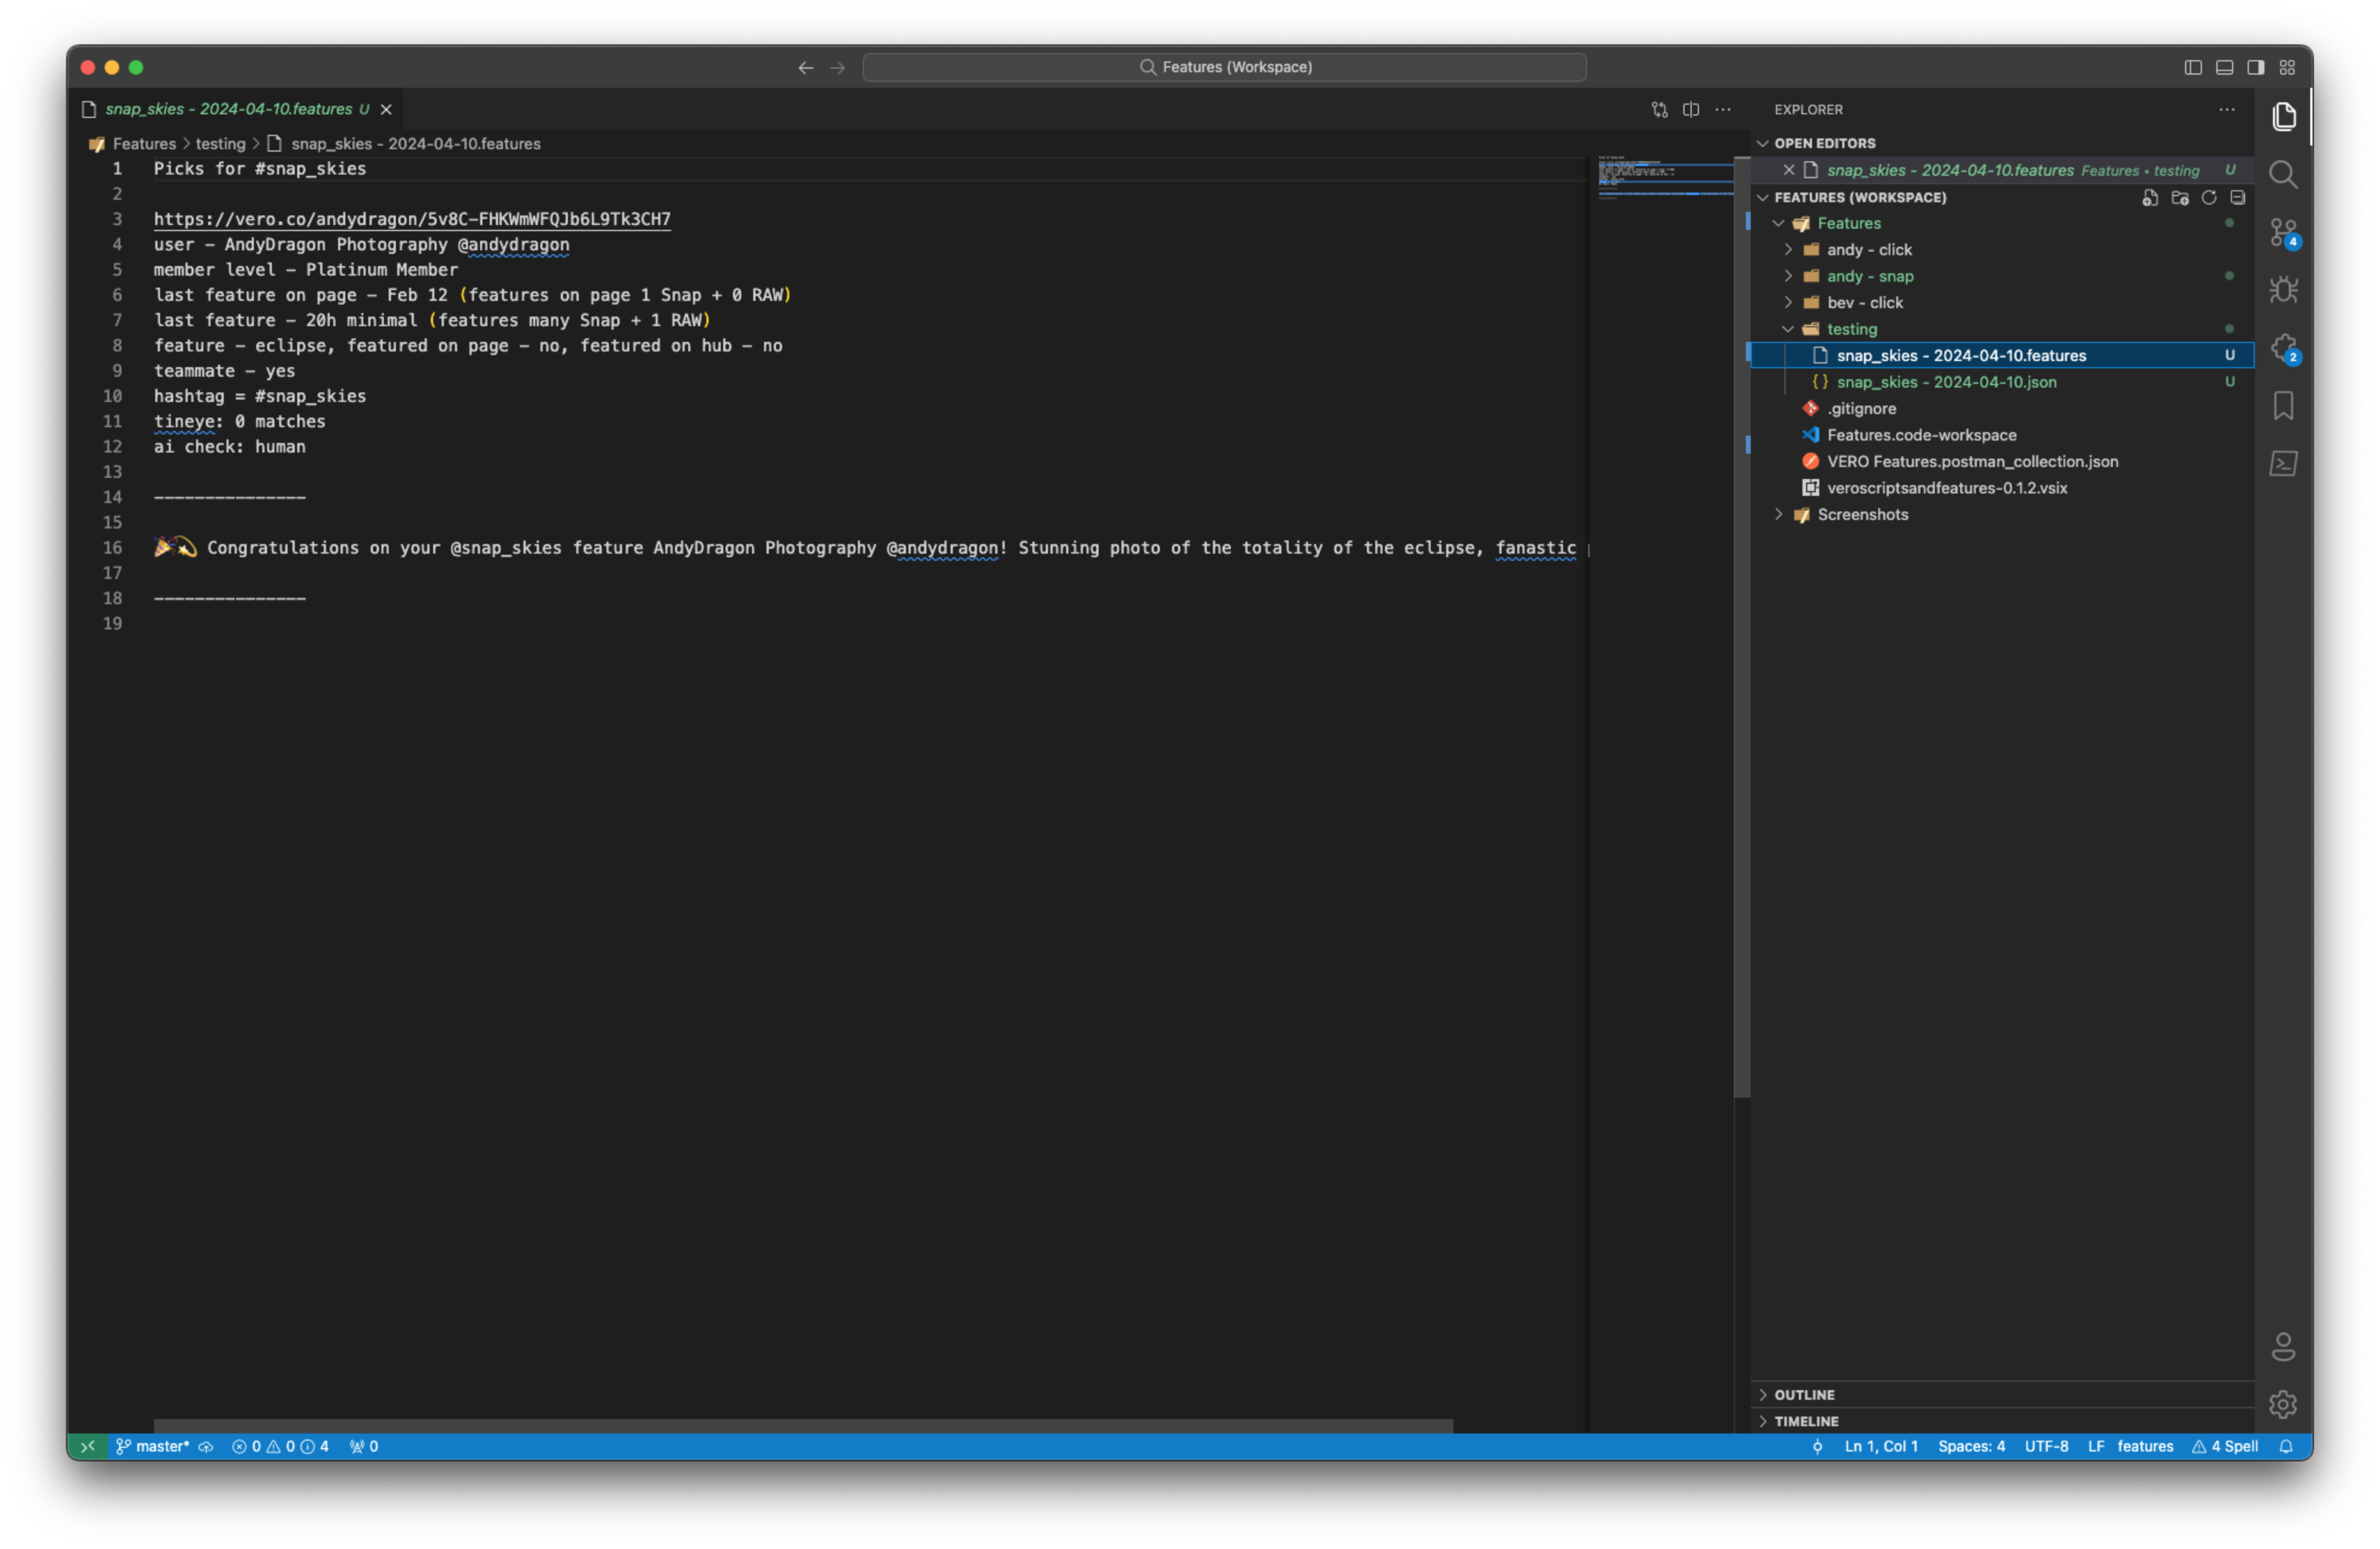 Features (Workspace)
snap_skies - 2024-04-10.features U
Features > testing > snap_skies - 2024-04-10.features
1 Picks for #snap_skies
2
3 https://vero.co/andydragon/5v8C-FHKWmWFQJb6L9Tk3CH7
4 user - AndyDragon Photography @andydragon
5 member level - Platinum Member
6 last feature on page - Feb 12 (features on page 1 Snap + 0 RAW)
7 last feature - 20h minimal (features many Snap + 1 RAW)
8 feature - eclipse, featured on page - no, featured on hub - no
9 teammate - yes
10 hashtag = #snap_skies
11 tineye: 0 matches
12 ai check: human
13
14 ---------------
15
16 🎉💫 Congratulations on your @snap_skies feature AndyDragon Photography @andydragon! Stunning photo of the totality of the eclipse, fanastic
17
18 ---------------
19
EXPLORER
OPEN EDITORS
snap_skies - 2024-04-10.features Features • testing U
FEATURES (WORKSPACE)
Features
andy - click
andy - snap
bev - click
testing
snap_skies - 2024-04-10.features U
{} snap_skies - 2024-04-10.json U
.gitignore
Features.code-workspace
VERO Features.postman_collection.json
veroscriptsandfeatures-0.1.2.vsix
Screenshots
4
2
OUTLINE
TIMELINE
master* 0 0 4 0
Ln 1, Col 1 Spaces: 4 UTF-8 LF features 4 Spell